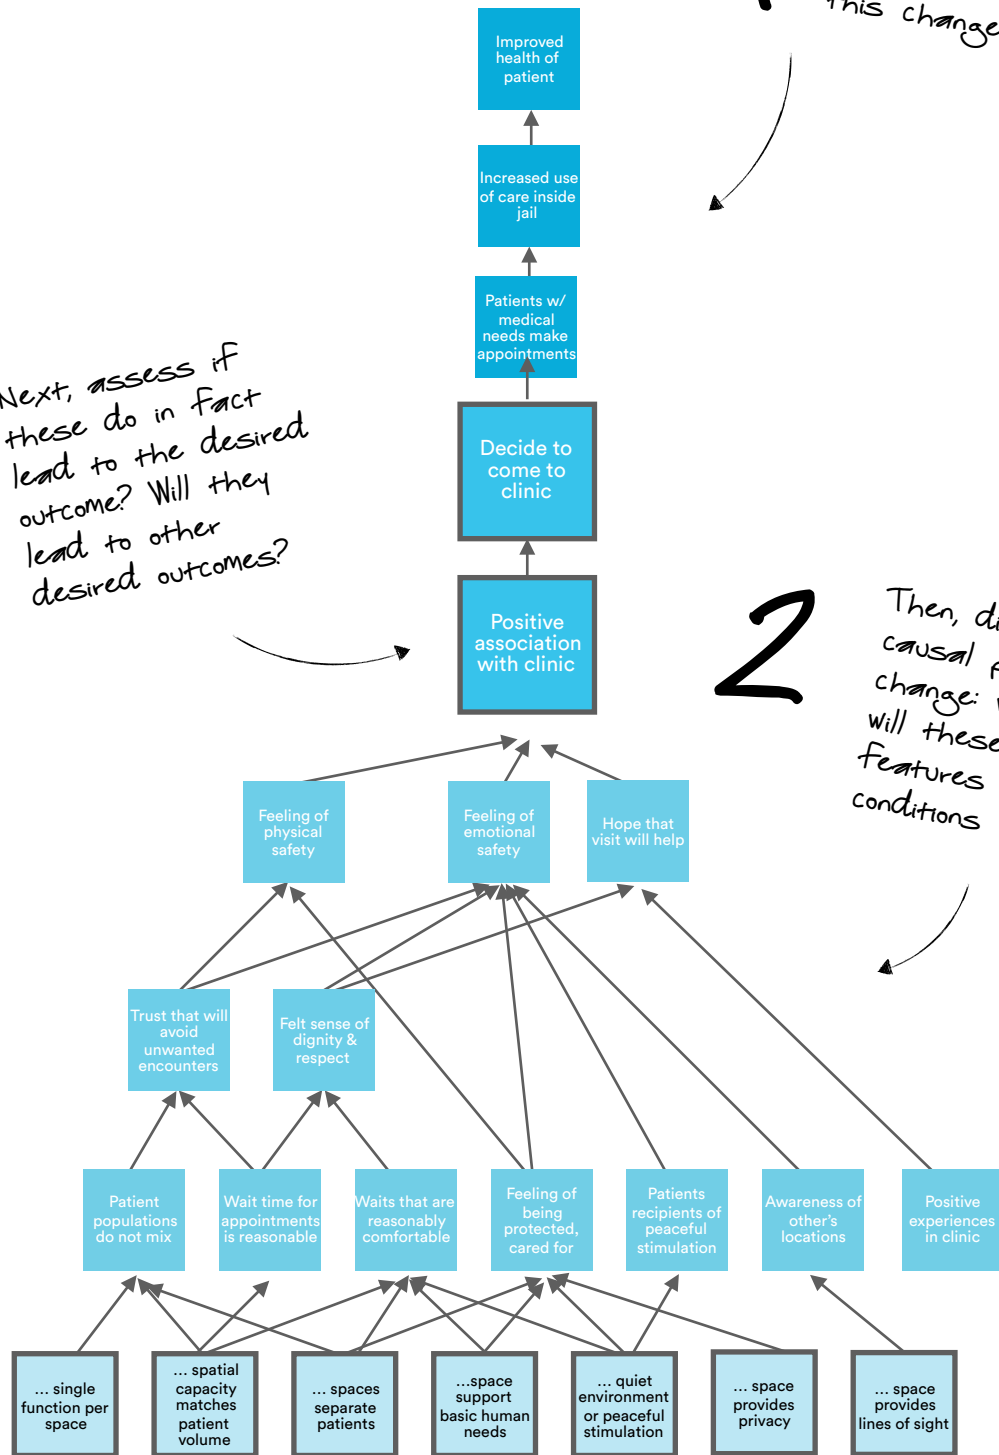 this change
Improved
health of
patient
Increased use
of care inside
jail
Patients w/
medical
needs make
appointments
Next, assess if
these do in fact
lead to the desired
outcome? Will they
lead to other
desired outcomes?
Decide to
come to
clinic
Positive
association
with clinic
2
Then,
causal
change:
will these
features
conditions
Feeling of
physical
safety
Feeling of
emotional
safety
Hope that
visit will help
Trust that will
avoid
unwanted
encounters
Felt sense of
dignity &
respect
Patient
populations
do not mix
Wait time for
appointments
is reasonable
Waits that are
reasonably
comfortable
Feeling of
being
protected,
cared for
Patients
recipients of
peaceful
stimulation
Awareness of
other's
locations
Positive
experiences
in clinic
... single
function per
space
... spatial
capacity
matches
patient
volume
... spaces
separate
patients
...space
support
basic human
needs
... quiet
environment
or peaceful
stimulation
... space
provides
privacy
... space
provides
lines of sight